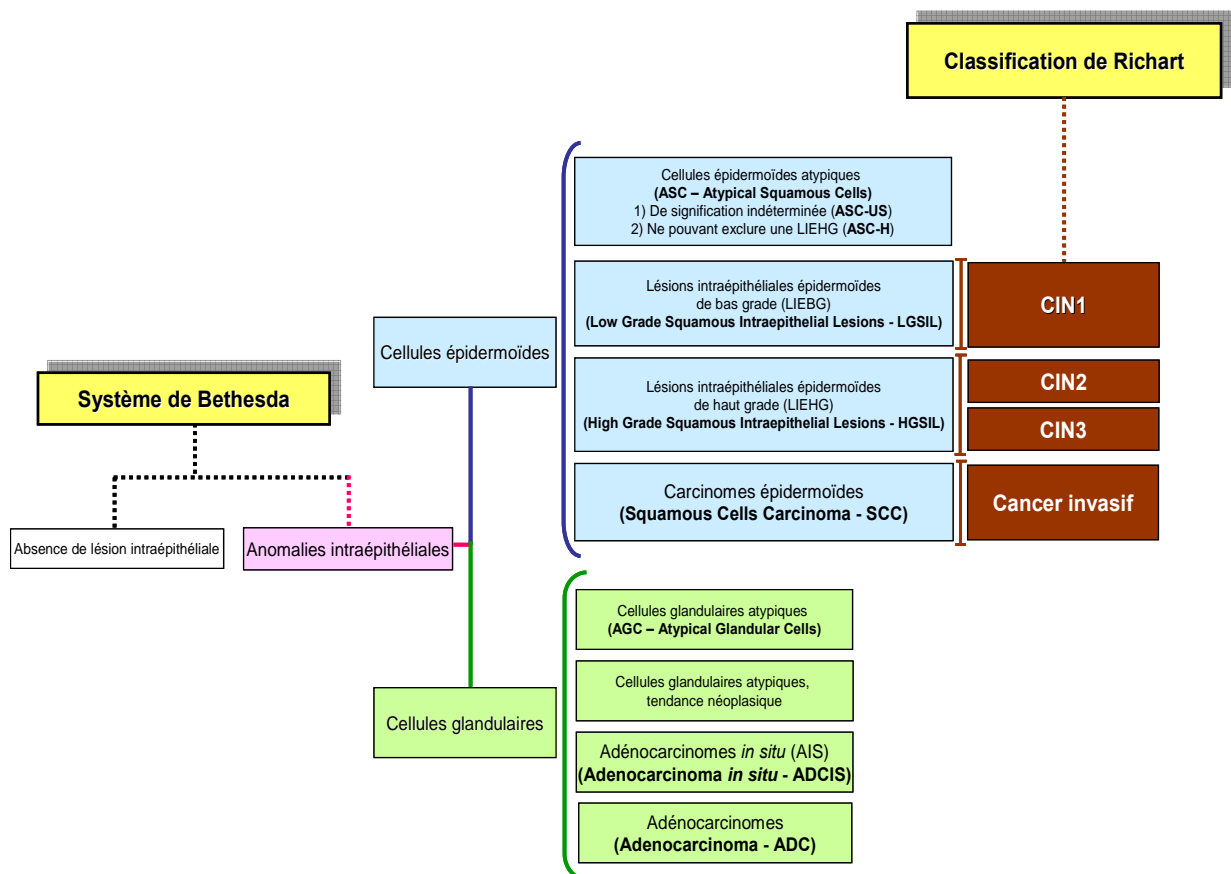 Classification de Richart
Cellules épidermoïdes atypiques
(ASC – Atypical Squamous Cells)
1) De signification indéterminée (ASC-US)
2) Ne pouvant exclure une LIEHG (ASC-H)
Lésions intraépithéliales épidermoïdes
de bas grade (LIEBG)
(Low Grade Squamous Intraepithelial Lesions - LGSIL)
CIN1
Cellules épidermoïdes
Lésions intraépithéliales épidermoïdes
de haut grade (LIEHG)
(High Grade Squamous Intraepithelial Lesions - HGSIL)
CIN2
CIN3
Système de Bethesda
Carcinomes épidermoïdes
(Squamous Cells Carcinoma - SCC)
Cancer invasif
Absence de lésion intraépithéliale
Anomalies intraépithéliales
Cellules glandulaires atypiques
(AGC – Atypical Glandular Cells)
Cellules glandulaires atypiques,
tendance néoplasique
Cellules glandulaires
Adénocarcinomes in situ (AIS)
(Adenocarcinoma in situ - ADCIS)
Adénocarcinomes
(Adenocarcinoma - ADC)